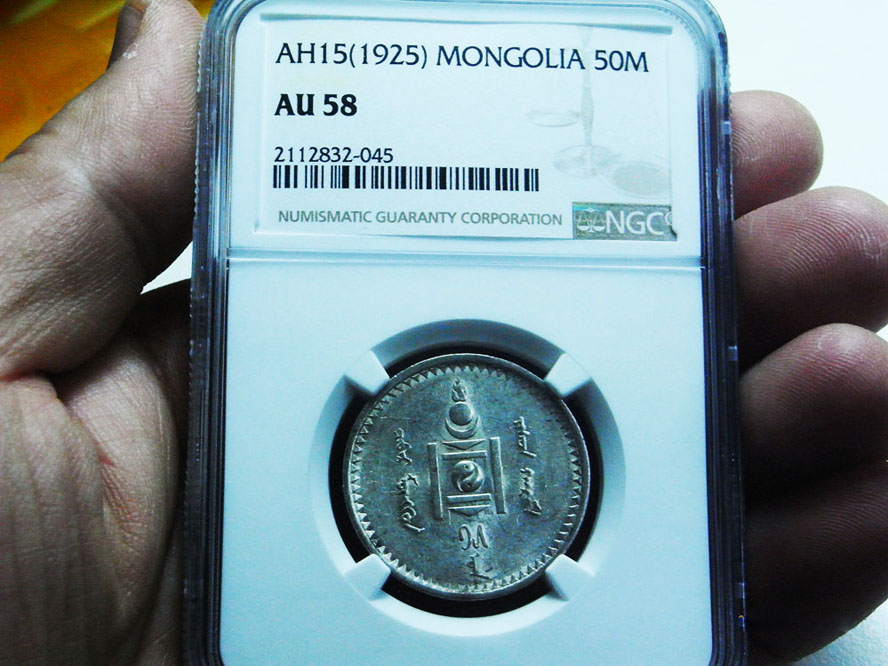 AH15(1925) MONGOLIA 50M
AU 58
2112832-045
NUMISMATIC GUARANTY CORPORATION
NGC